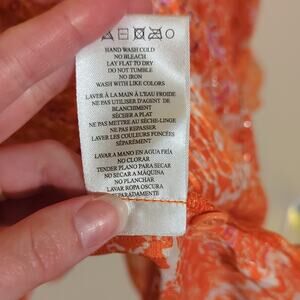 HAND WASH COLD
NO BLEACH
LAY FLAT TO DRY
DO NOT TUMBLE
NO IRON
WASH WITH LIKE COLORS
LAVER À LA MAIN À L'EAU FROIDE
NE PAS UTILISER D'AGENT DE
BLANCHIMENT
SÉCHER A PLAT
NE PAS METTRE AU SÈCHE-LINGE
NE PAS REPASSER
LAVER LES COULEURS FONCÉES
SÉPARÉMENT
LAVAR A MANO EN AGUA FRÍA
NO CLORAR
TENDER PLANO PARA SECAR
NO SECAR A MÁQUINA
NO PLANCHAR
LAVAR ROPA OSCURA
SEPARADAMENTE